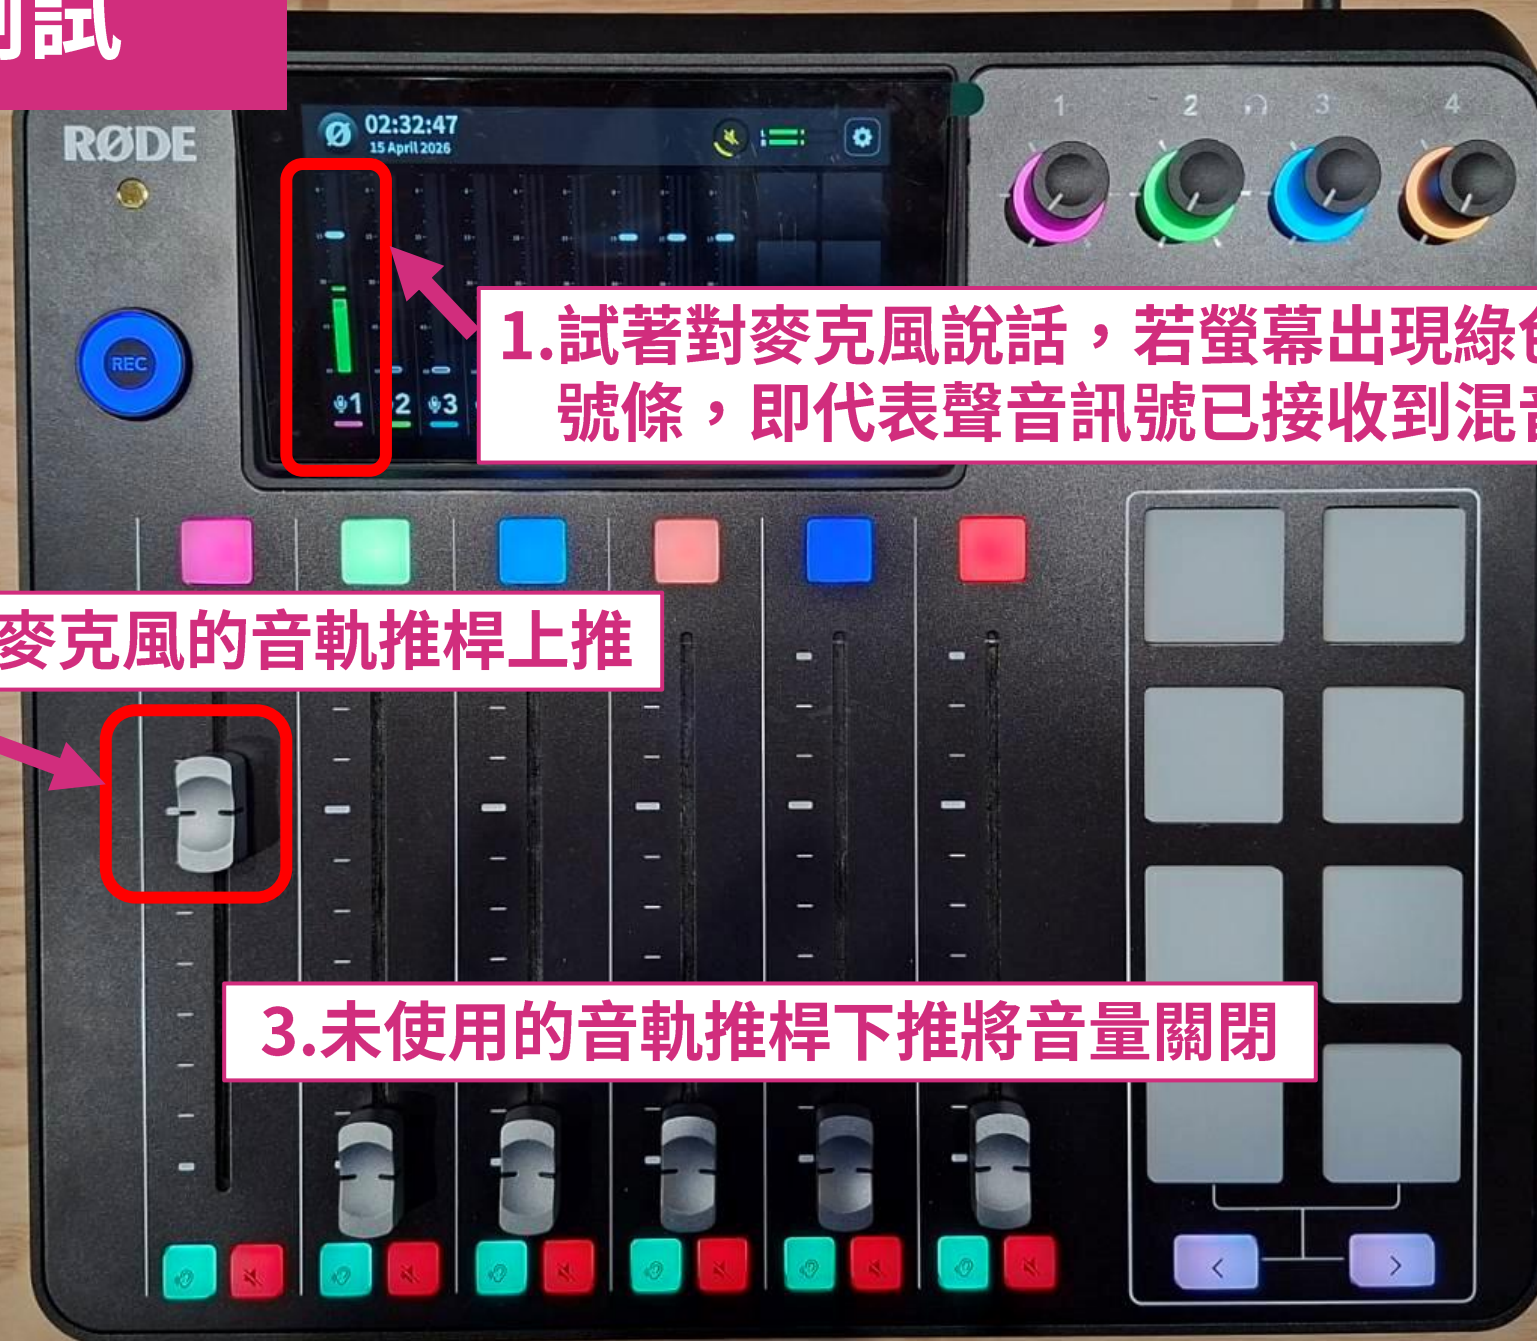 試
RØDE
02:32:47
15 April 2026
1 2 3 4
REC
1.試著對麥克風說話，若螢幕出現綠色
號條，即代表聲音訊號已接收到混音
1 2 3
麥克風的音軌推桿上推
3.未使用的音軌推桿下推將音量關閉